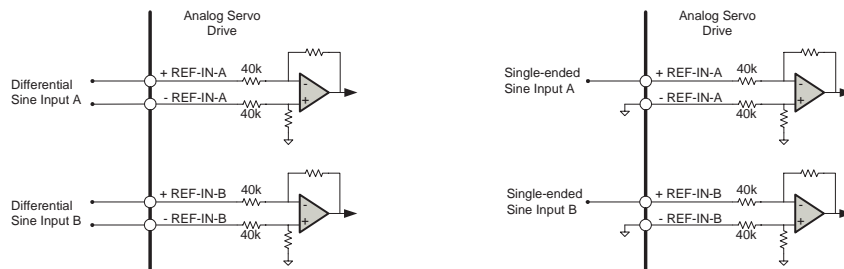 Analog Servo
Drive
Differential
Sine Input A
+ REF-IN-A
40k
- REF-IN-A
40k
-
+
Differential
Sine Input B
+ REF-IN-B
40k
- REF-IN-B
40k
-
+
Analog Servo
Drive
Single-ended
Sine Input A
+ REF-IN-A
40k
- REF-IN-A
40k
-
+
Single-ended
Sine Input B
+ REF-IN-B
40k
- REF-IN-B
40k
-
+